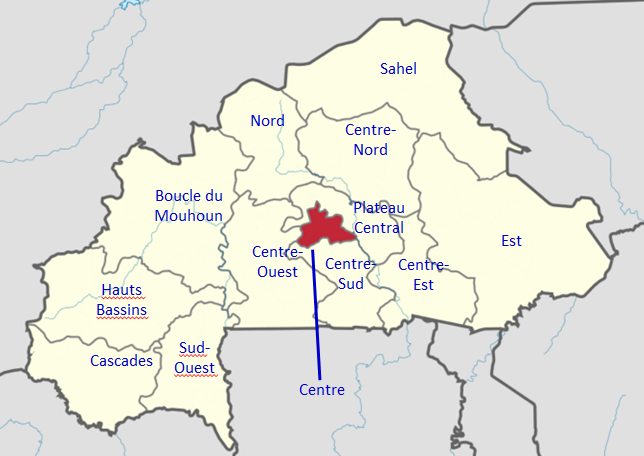 Sahel
Nord
Centre-
Nord
Boucle du
Mouhoun
Plateau
Central
Est
Centre-
Ouest
Centre-
Sud
Centre-
Est
Hauts
Bassins
Cascades
Sud-
Ouest
Centre